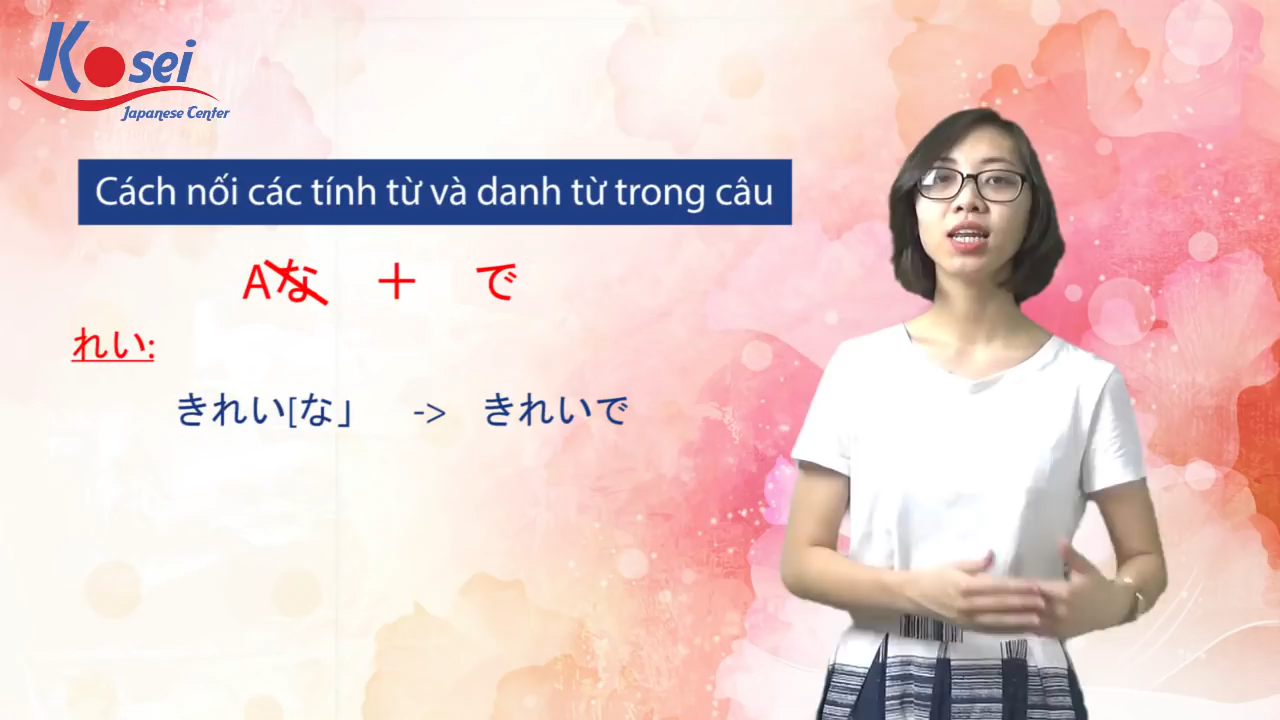 Kosei
Japanese Center
Cách nối các tính từ và danh từ trong câu
Aな + で
れい:
きれい[な」 -> きれいで